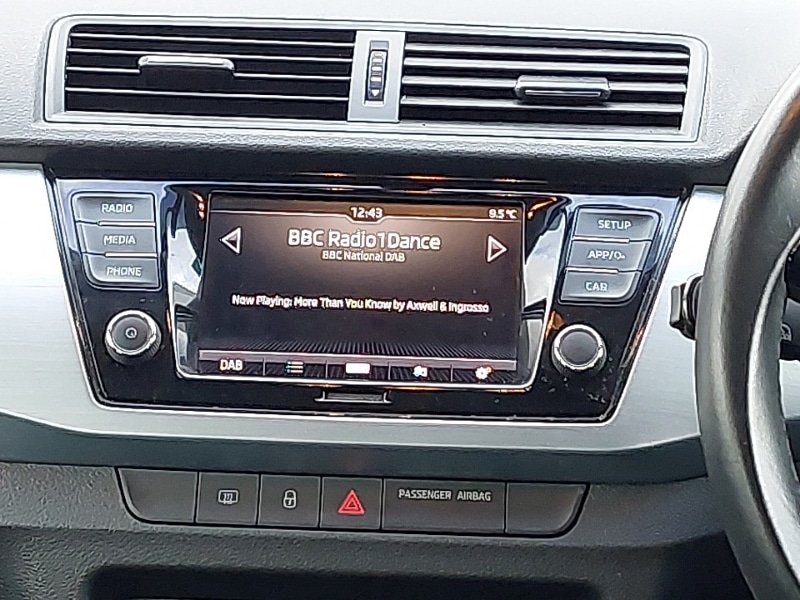 12:43
9.5 °C
BBC Radio1Dance
BBC National DAB
Now Playing: More Than You Know by Axwell & Ingrosso
DAB
RADIO
MEDIA
PHONE
SETUP
APP/
CAR
PASSENGER AIRBAG